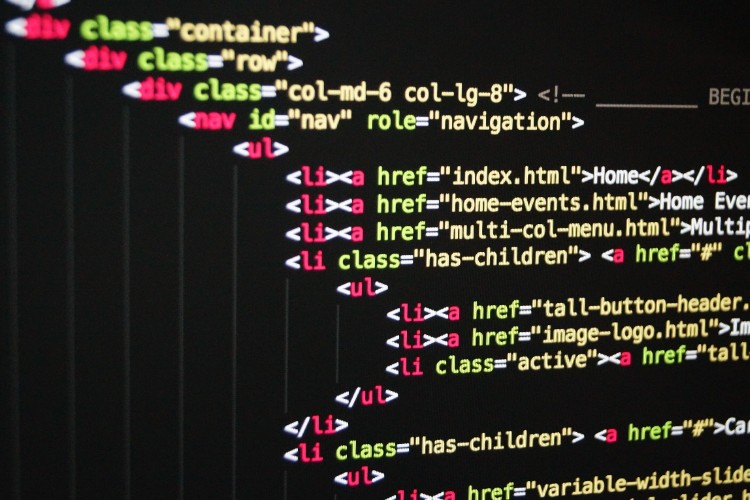 <div class="container">
<div class="row">
<div class="col-md-6 col-lg-8"> <!-- __________ BEGI
<nav id="nav" role="navigation">
<ul>
<li><a href="index.html">Home</a></li>
<li><a href="home-events.html">Home Eve
<li><a href="multi-col-menu.html">Multip
<li class="has-children"> <a href="#" cl
<ul>
<li><a href="tall-button-header.
<li><a href="image-logo.html">Im
<li class="active"><a href="tall
</ul>
</li>
<li class="has-children"> <a href="#">Ca
<ul>
<li><a href="variable-width-slide